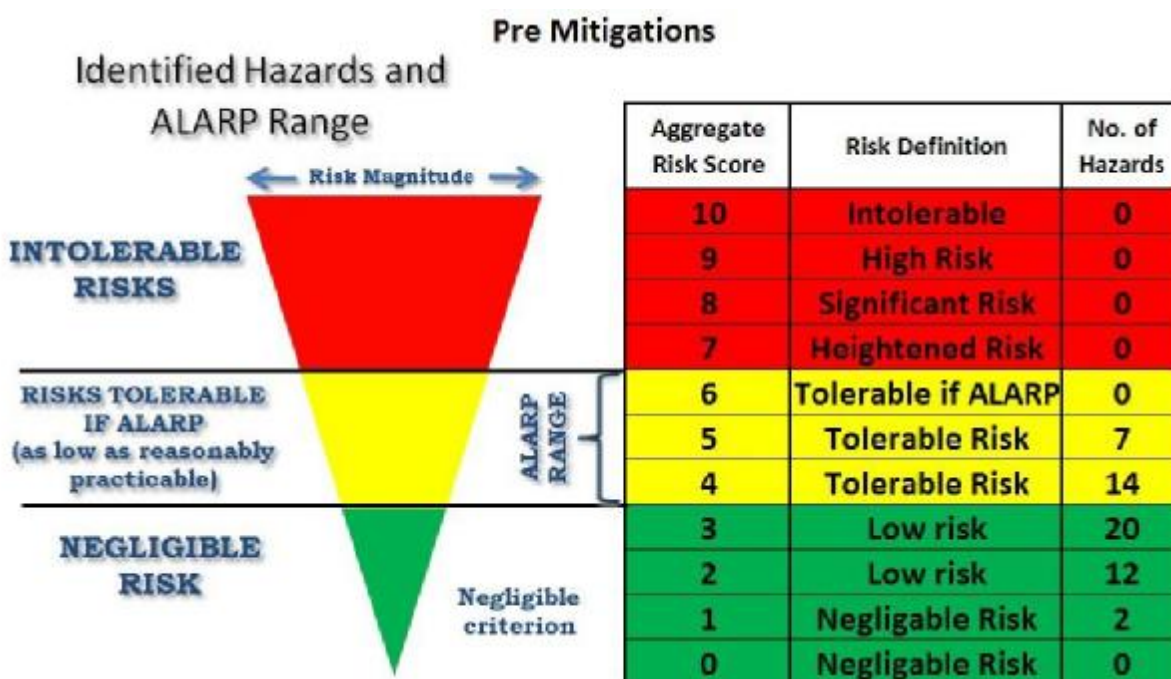 Pre Mitigations
Identified Hazards and
ALARP Range
Risk Magnitude
INTOLERABLE
RISKS
RISKS TOLERABLE
IF ALARP
(as low as reasonably
practicable)
ALARP
RANGE
NEGLIGIBLE
RISK
Negligible
criterion
Aggregate Risk Score Risk Definition No. of Hazards
10 Intolerable 0
9 High Risk 0
8 Significant Risk 0
7 Heightened Risk 0
6 Tolerable if ALARP 0
5 Tolerable Risk 7
4 Tolerable Risk 14
3 Low risk 20
2 Low risk 12
1 Negligable Risk 2
0 Negligable Risk 0